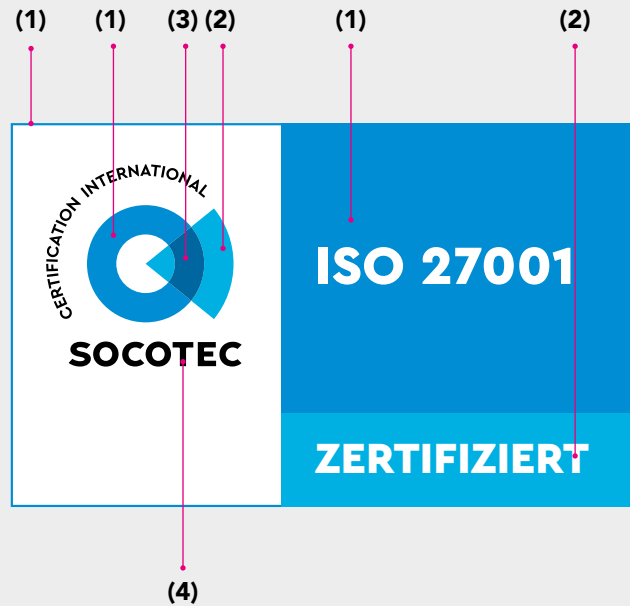 (1) (1) (3) (2) (1) (2)
CERTIFICATION INTERNATIONAL
SOCOTEC
ISO 27001
ZERTIFIZIERT
(4)